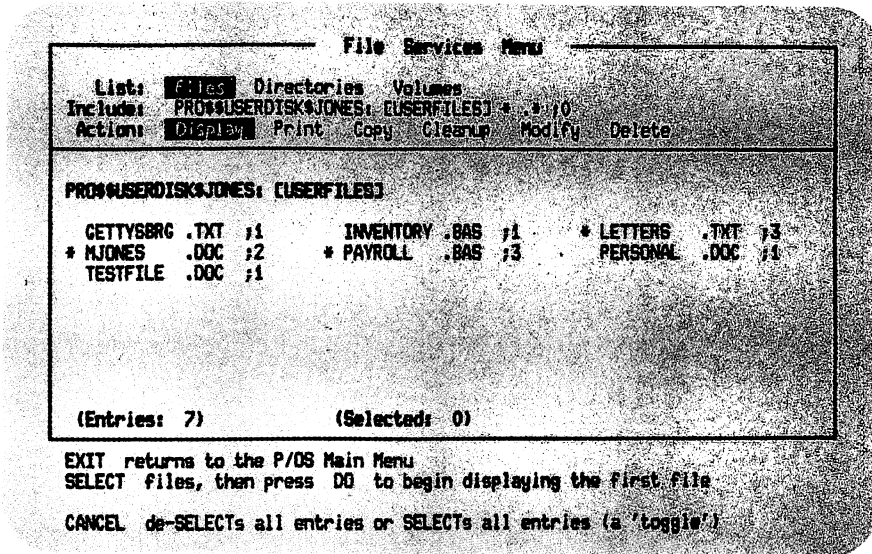 File Services Menu
List: Files Directories Volumes
Include: PRO$$USERDISK$JONES: [USERFILES] * .* ;0
Action: Display Print Copy Cleanup Modify Delete
PRO$$USERDISK$JONES: [USERFILES]
GETTYSBRG .TXT ;1 INVENTORY .BAS ;1 * LETTERS .TXT ;3
* MJONES .DOC ;2 * PAYROLL .BAS ;3 PERSONAL .DOC ;1
TESTFILE .DOC ;1
(Entries: 7) (Selected: 0)
EXIT returns to the P/OS Main Menu
SELECT files, then press DO to begin displaying the first file
CANCEL de-SELECTs all entries or SELECTs all entries (a 'toggle')